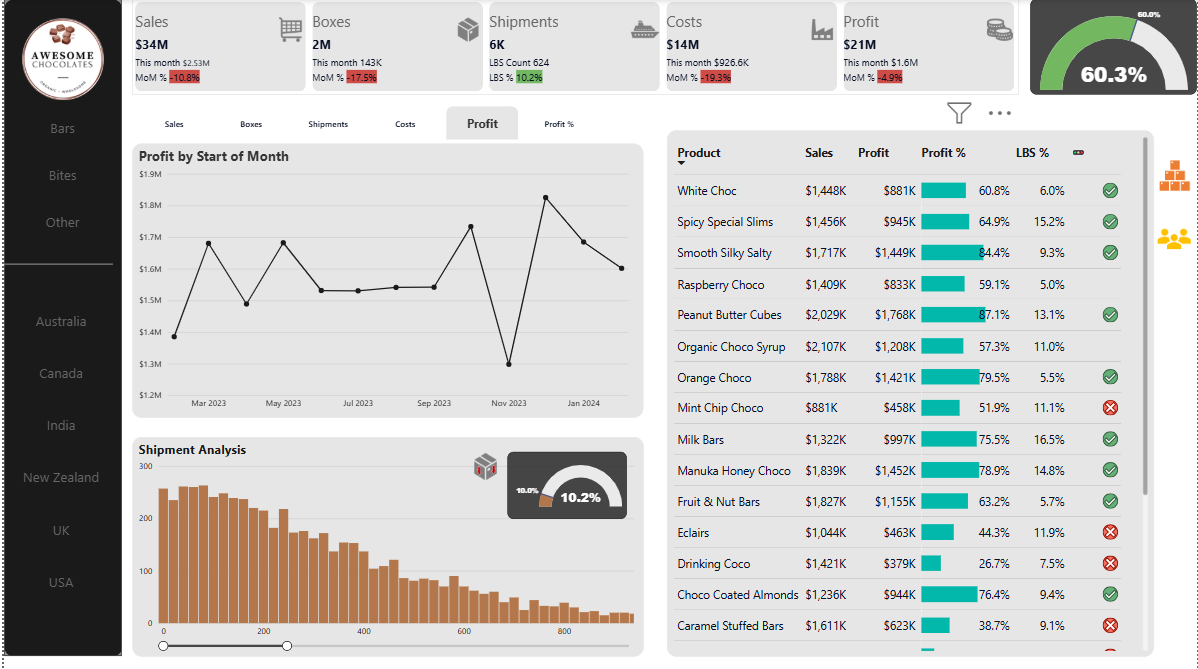 AWESOME
CHOCOLATES
Bars
Bites
Other
Australia
Canada
India
New Zealand
UK
USA
Sales
$34M
This month $2.53M
MoM % -10.8%
Boxes
2M
This month 143K
MoM % -17.5%
Shipments
6K
LBS Count 624
LBS % 10.2%
Costs
$14M
This month $926.6K
MoM % -19.3%
Profit
$21M
This month $1.6M
MoM % -4.9%
60.0%
60.3%
Sales Boxes Shipments Costs Profit Profit %
Profit by Start of Month
$1.9M
$1.8M
$1.7M
$1.6M
$1.5M
$1.4M
$1.3M
$1.2M
Mar 2023 May 2023 Jul 2023 Sep 2023 Nov 2023 Jan 2024
Shipment Analysis
300
200
100
0
0 200 400 600 800
10.0%
10.2%
Product Sales Profit Profit % LBS %
White Choc $1,448K $881K 60.8% 6.0%
Spicy Special Slims $1,456K $945K 64.9% 15.2%
Smooth Silky Salty $1,717K $1,449K 84.4% 9.3%
Raspberry Choco $1,409K $833K 59.1% 5.0%
Peanut Butter Cubes $2,029K $1,768K 87.1% 13.1%
Organic Choco Syrup $2,107K $1,208K 57.3% 11.0%
Orange Choco $1,788K $1,421K 79.5% 5.5%
Mint Chip Choco $881K $458K 51.9% 11.1%
Milk Bars $1,322K $997K 75.5% 16.5%
Manuka Honey Choco $1,839K $1,452K 78.9% 14.8%
Fruit & Nut Bars $1,827K $1,155K 63.2% 5.7%
Eclairs $1,044K $463K 44.3% 11.9%
Drinking Coco $1,421K $379K 26.7% 7.5%
Choco Coated Almonds $1,236K $944K 76.4% 9.4%
Caramel Stuffed Bars $1,611K $623K 38.7% 9.1%